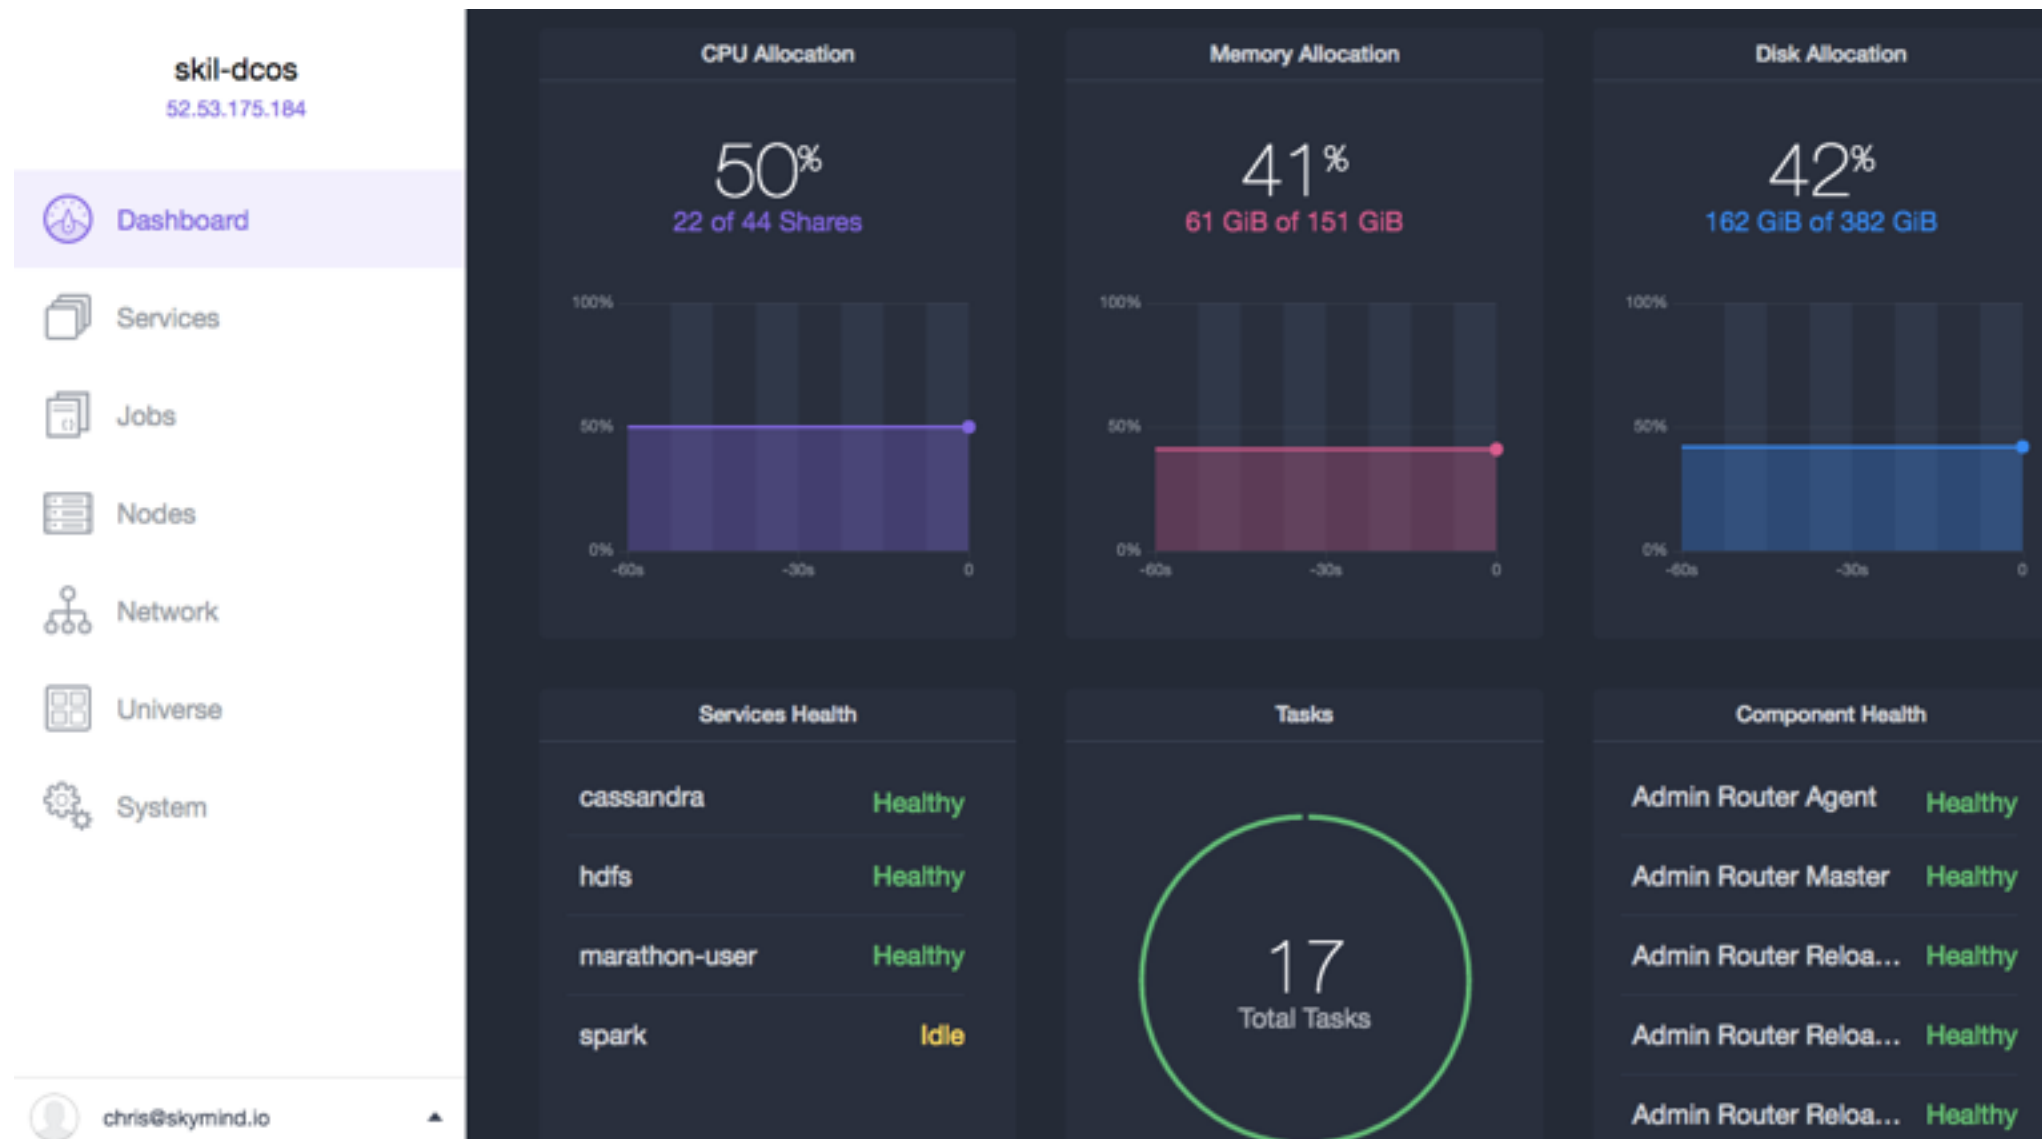 skil-dcos
52.53.175.184
Dashboard
Services
Jobs
Nodes
Network
Universe
System
chris@skymind.io
CPU Allocation
50%
22 of 44 Shares
100%
50%
0%
-60s -30s 0
Memory Allocation
41%
61 GiB of 151 GiB
100%
50%
0%
-60s -30s 0
Disk Allocation
42%
162 GiB of 382 GiB
100%
50%
0%
-60s -30s 0
Services Health
cassandra Healthy
hdfs Healthy
marathon-user Healthy
spark Idle
Tasks
17
Total Tasks
Component Health
Admin Router Agent Healthy
Admin Router Master Healthy
Admin Router Reloa... Healthy
Admin Router Reloa... Healthy
Admin Router Reloa... Healthy